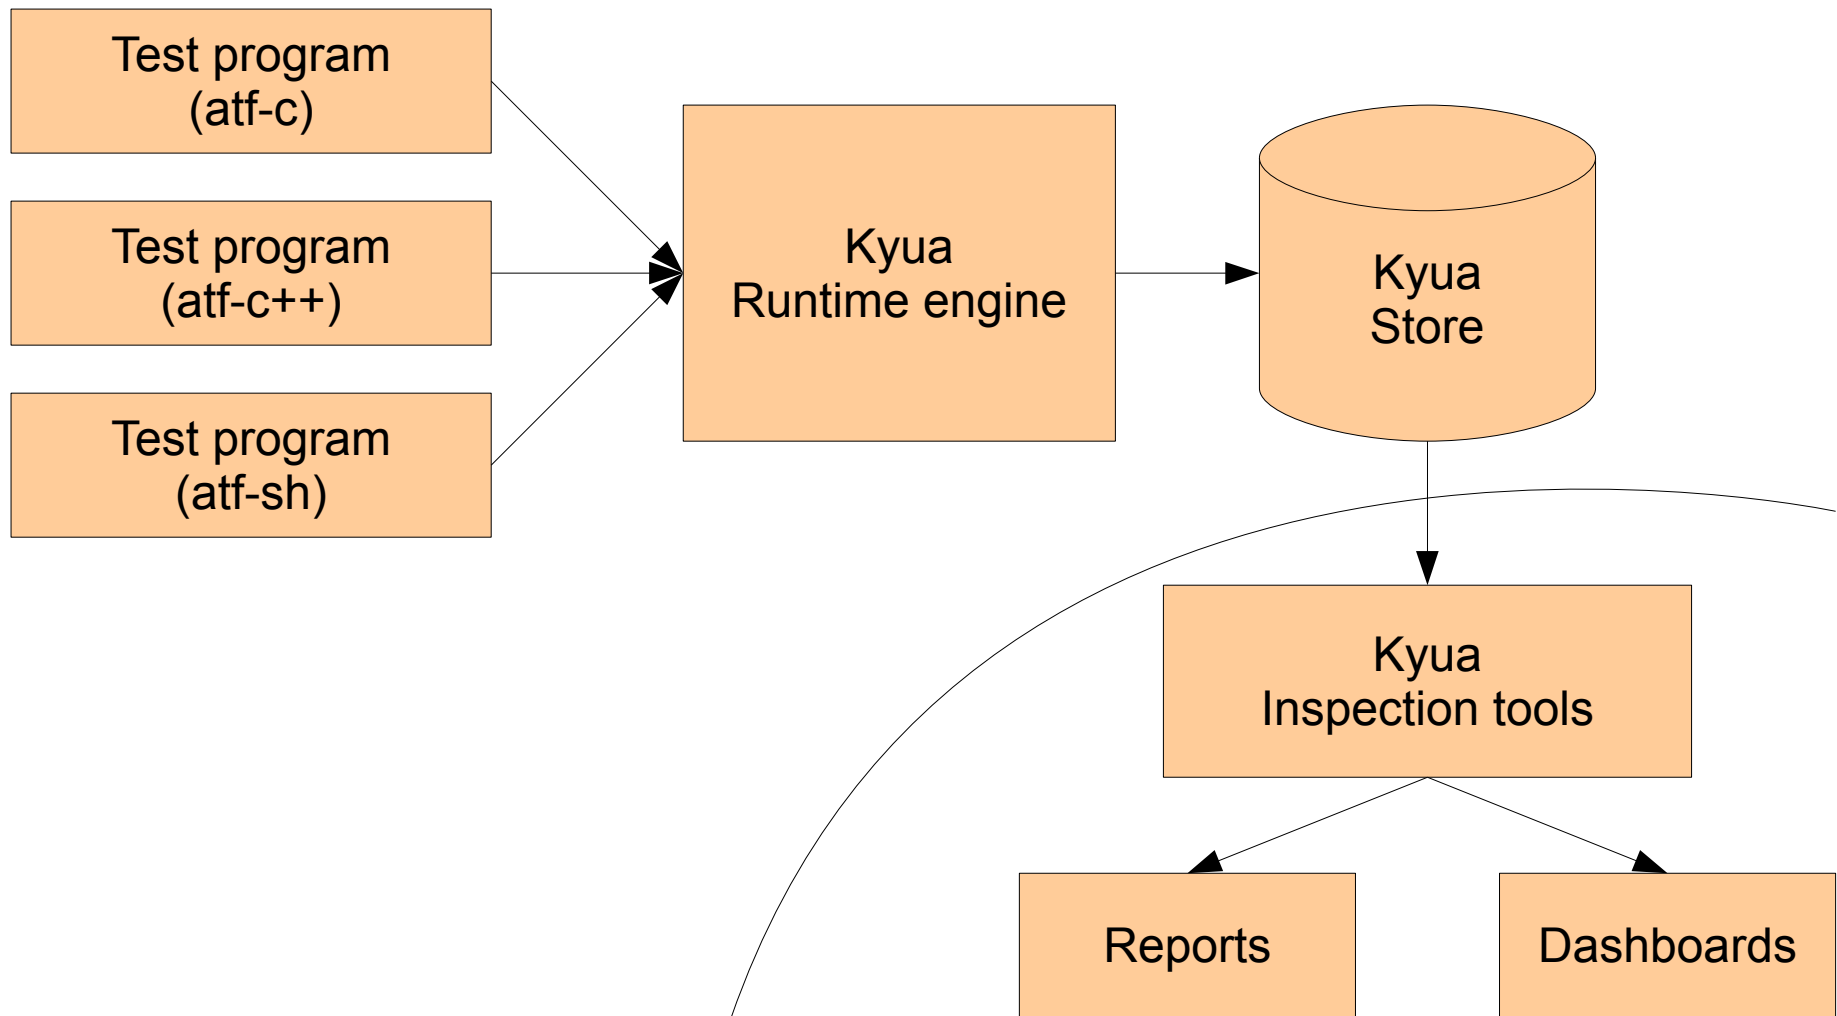 Test program
(atf-c)
Test program
(atf-c++)
Test program
(atf-sh)
Kyua
Runtime engine
Kyua
Store
Kyua
Inspection tools
Reports
Dashboards